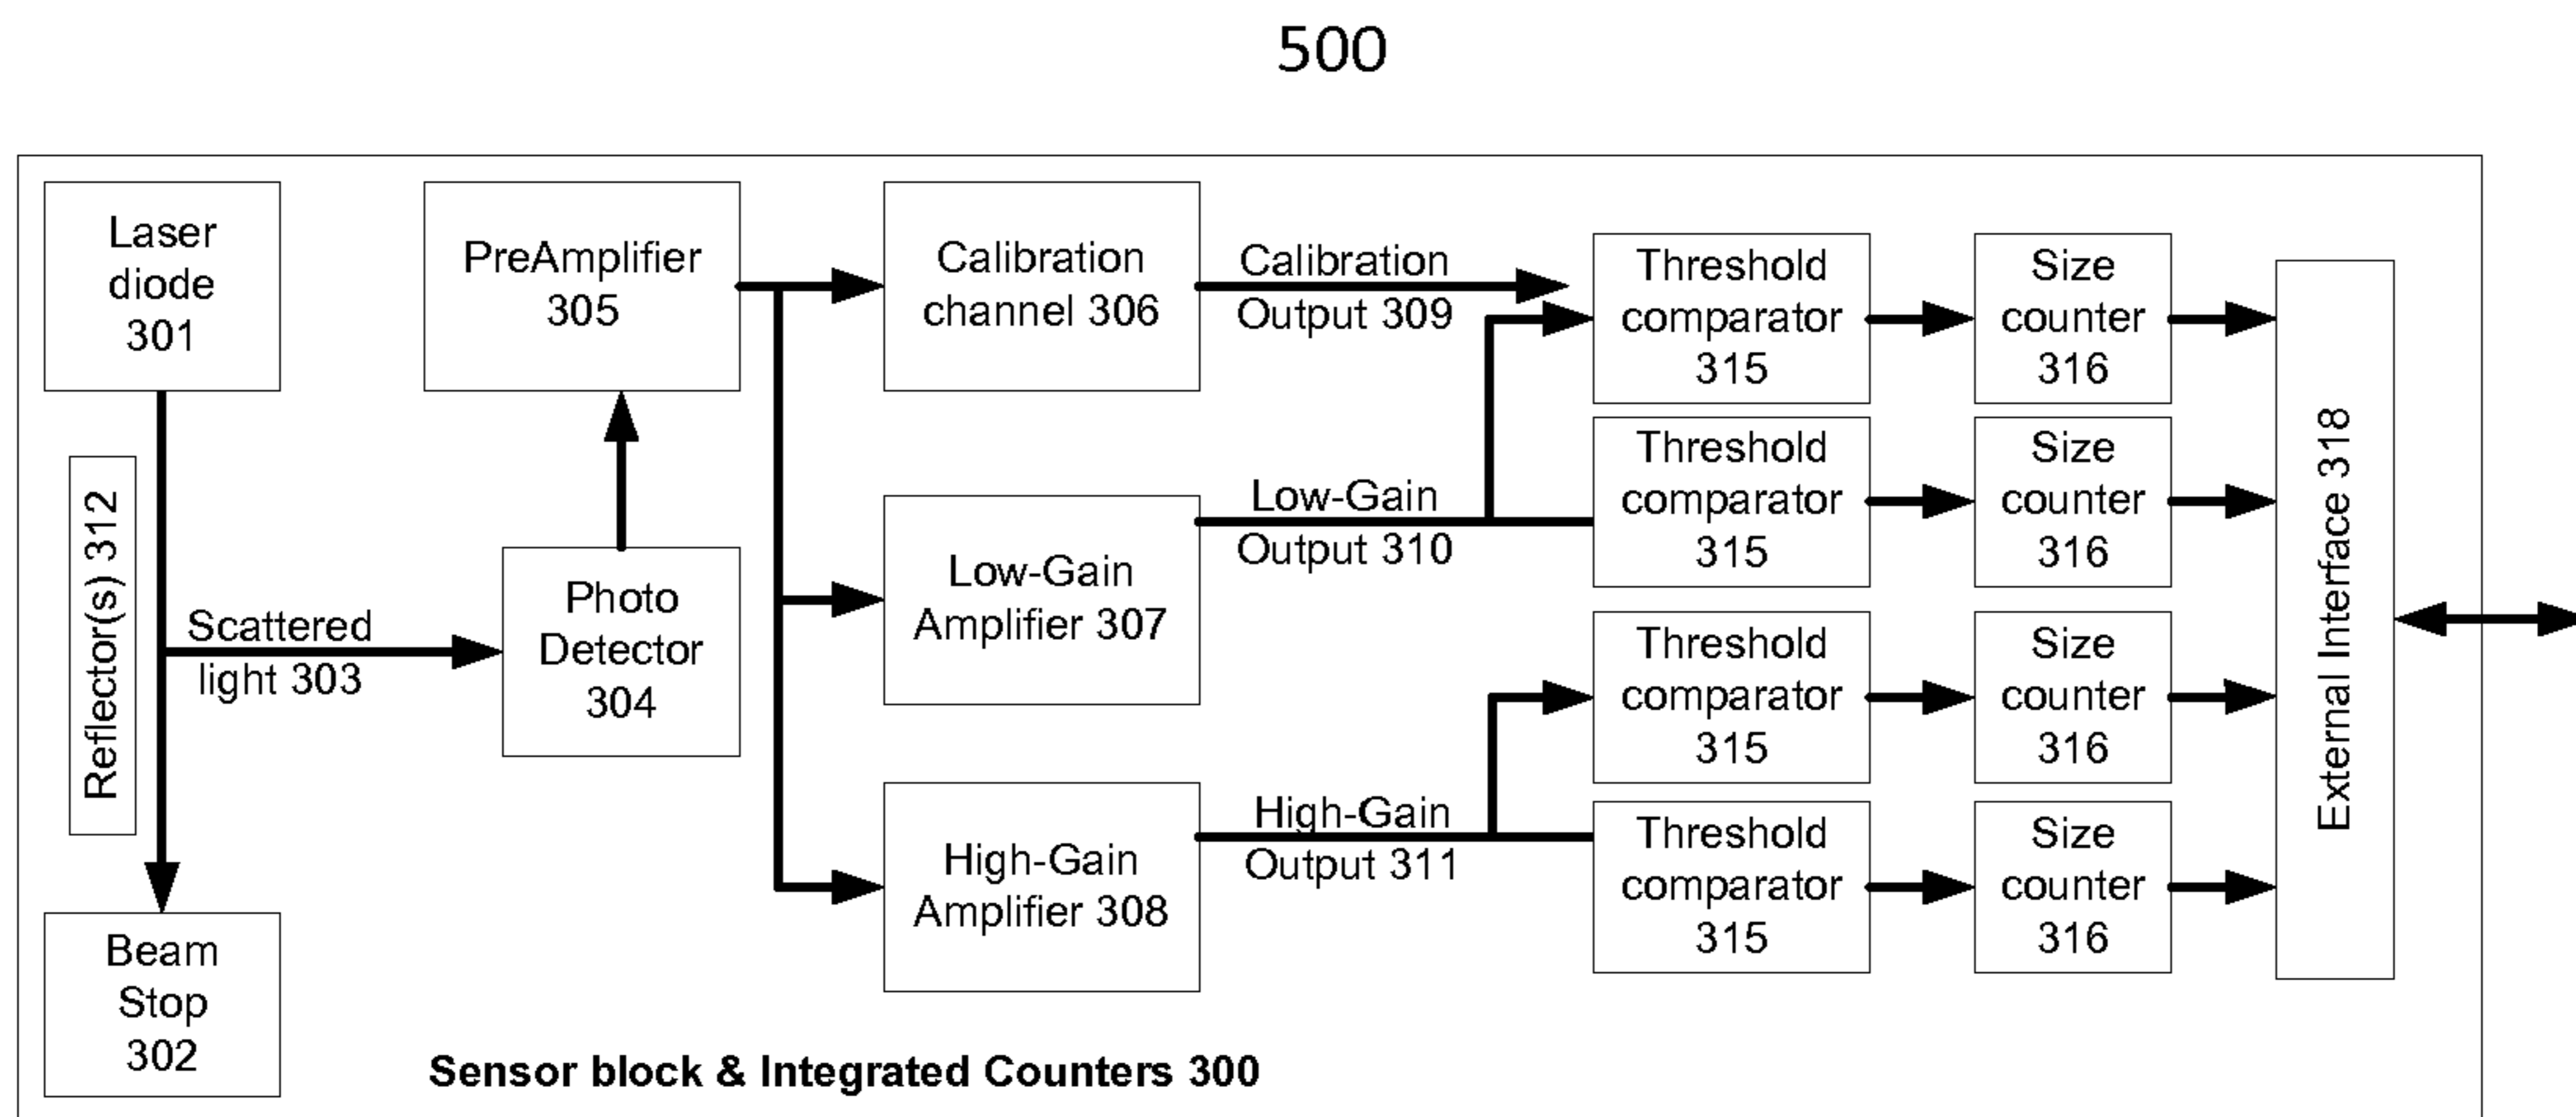 500
Laser
diode
301
Reflector(s) 312
Scattered
light 303
Beam
Stop
302
PreAmplifier
305
Photo
Detector
304
Calibration
channel 306
Low-Gain
Amplifier 307
High-Gain
Amplifier 308
Calibration
Output 309
Low-Gain
Output 310
High-Gain
Output 311
Threshold
comparator
315
Size
counter
316
Threshold
comparator
315
Size
counter
316
Threshold
comparator
315
Size
counter
316
Threshold
comparator
315
Size
counter
316
External Interface 318
Sensor block & Integrated Counters 300